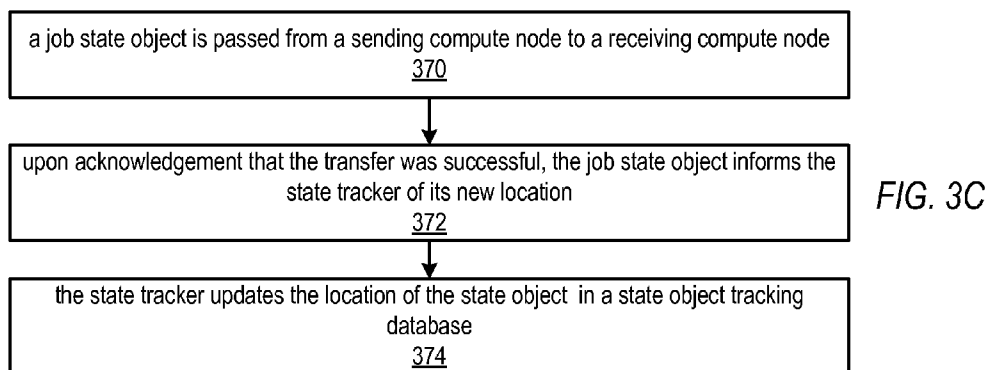 a job state object is passed from a sending compute node to a receiving compute node
370
upon acknowledgement that the transfer was successful, the job state object informs the
state tracker of its new location
372
FIG. 3C
the state tracker updates the location of the state object in a state object tracking
database
374